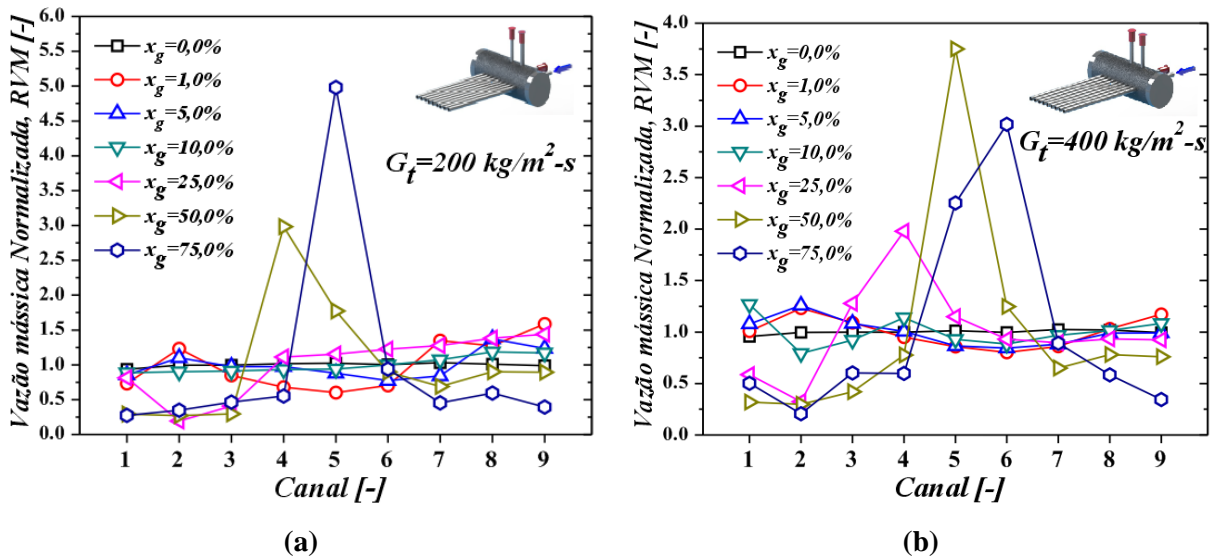 Vazão mássica Normalizada, RVM [-]
6.0
5.5
5.0
4.5
4.0
3.5
3.0
2.5
2.0
1.5
1.0
0.5
0.0
x_g=0,0%
x_g=1,0%
x_g=5,0%
x_g=10,0%
x_g=25,0%
x_g=50,0%
x_g=75,0%
G_t=200 kg/m²-s
1 2 3 4 5 6 7 8 9
Canal [-]
(a)
Vazão mássica Normalizada, RVM [-]
4.0
3.5
3.0
2.5
2.0
1.5
1.0
0.5
0.0
x_g=0,0%
x_g=1,0%
x_g=5,0%
x_g=10,0%
x_g=25,0%
x_g=50,0%
x_g=75,0%
G_t=400 kg/m²-s
1 2 3 4 5 6 7 8 9
Canal [-]
(b)